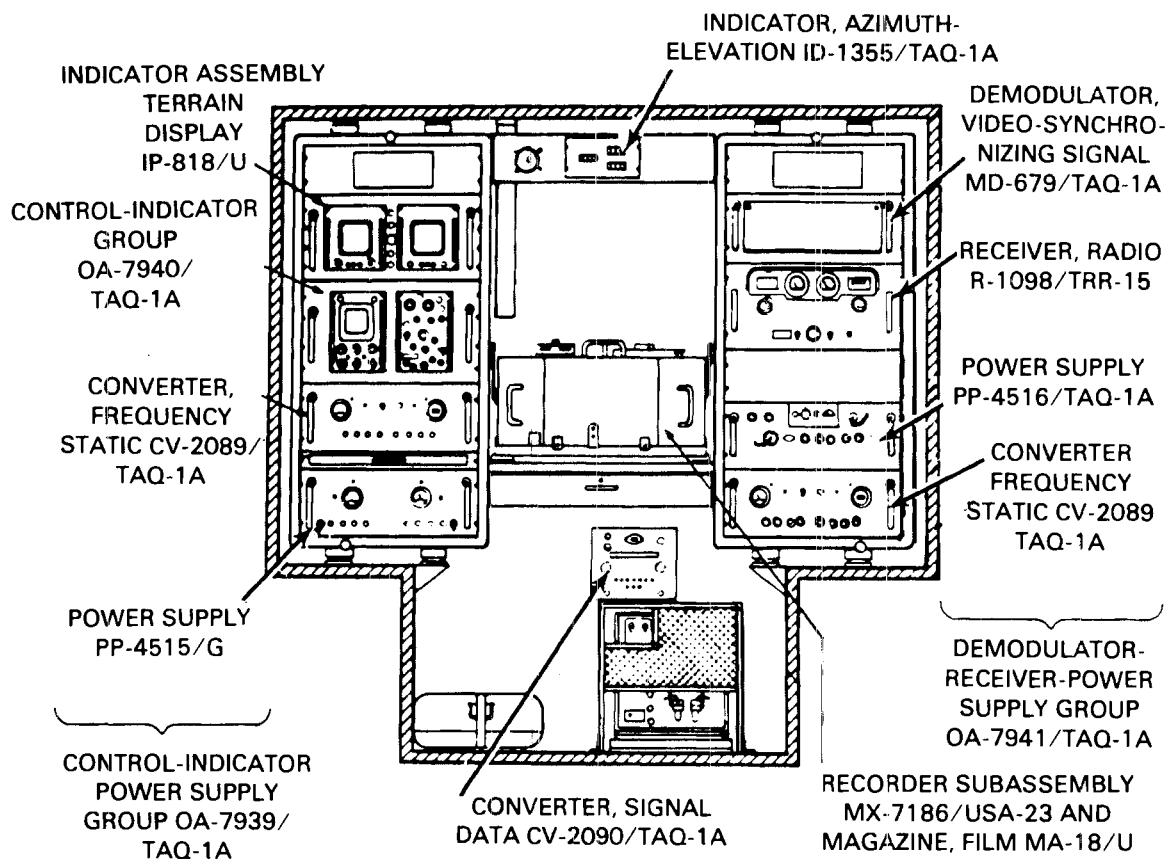 INDICATOR, AZIMUTH-
ELEVATION ID-1355/TAQ-1A
INDICATOR ASSEMBLY
TERRAIN
DISPLAY
IP-818/U
CONTROL-INDICATOR
GROUP
OA-7940/
TAQ-1A
CONVERTER,
FREQUENCY
STATIC CV-2089/
TAQ-1A
POWER SUPPLY
PP-4515/G
CONTROL-INDICATOR
POWER SUPPLY
GROUP OA-7939/
TAQ-1A
CONVERTER, SIGNAL
DATA CV-2090/TAQ-1A
DEMODULATOR,
VIDEO-SYNCHRO-
NIZING SIGNAL
MD-679/TAQ-1A
RECEIVER, RADIO
R-1098/TRR-15
POWER SUPPLY
PP-4516/TAQ-1A
CONVERTER
FREQUENCY
STATIC CV-2089
TAQ-1A
DEMODULATOR-
RECEIVER-POWER
SUPPLY GROUP
OA-7941/TAQ-1A
RECORDER SUBASSEMBLY
MX-7186/USA-23 AND
MAGAZINE, FILM MA-18/U